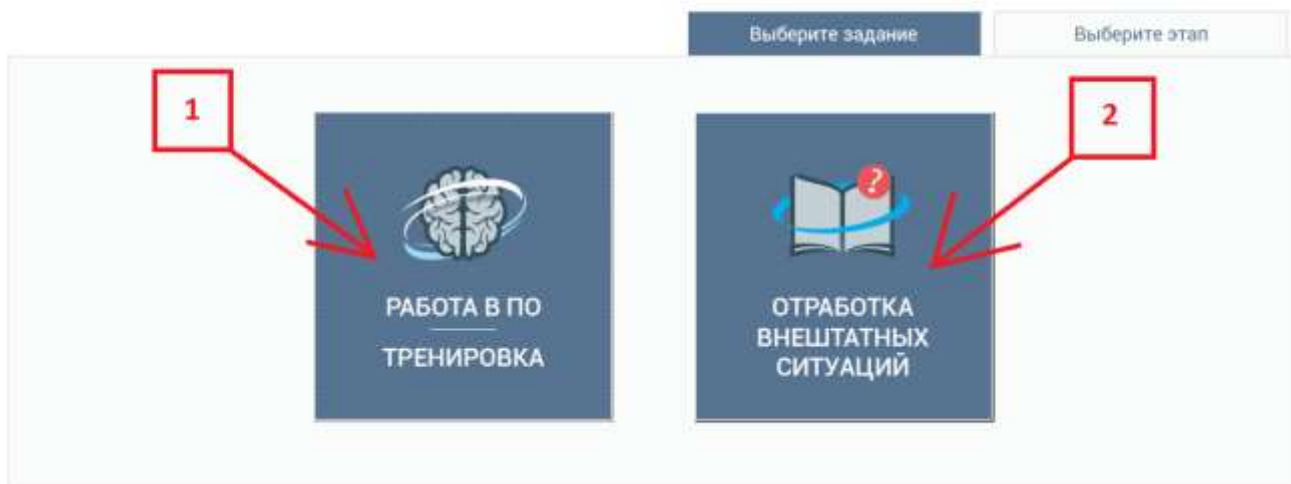 Выберите задание
Выберите этап
1
2
?
РАБОТА В ПО
ТРЕНИРОВКА
ОТРАБОТКА
ВНЕШТАТНЫХ
СИТУАЦИЙ